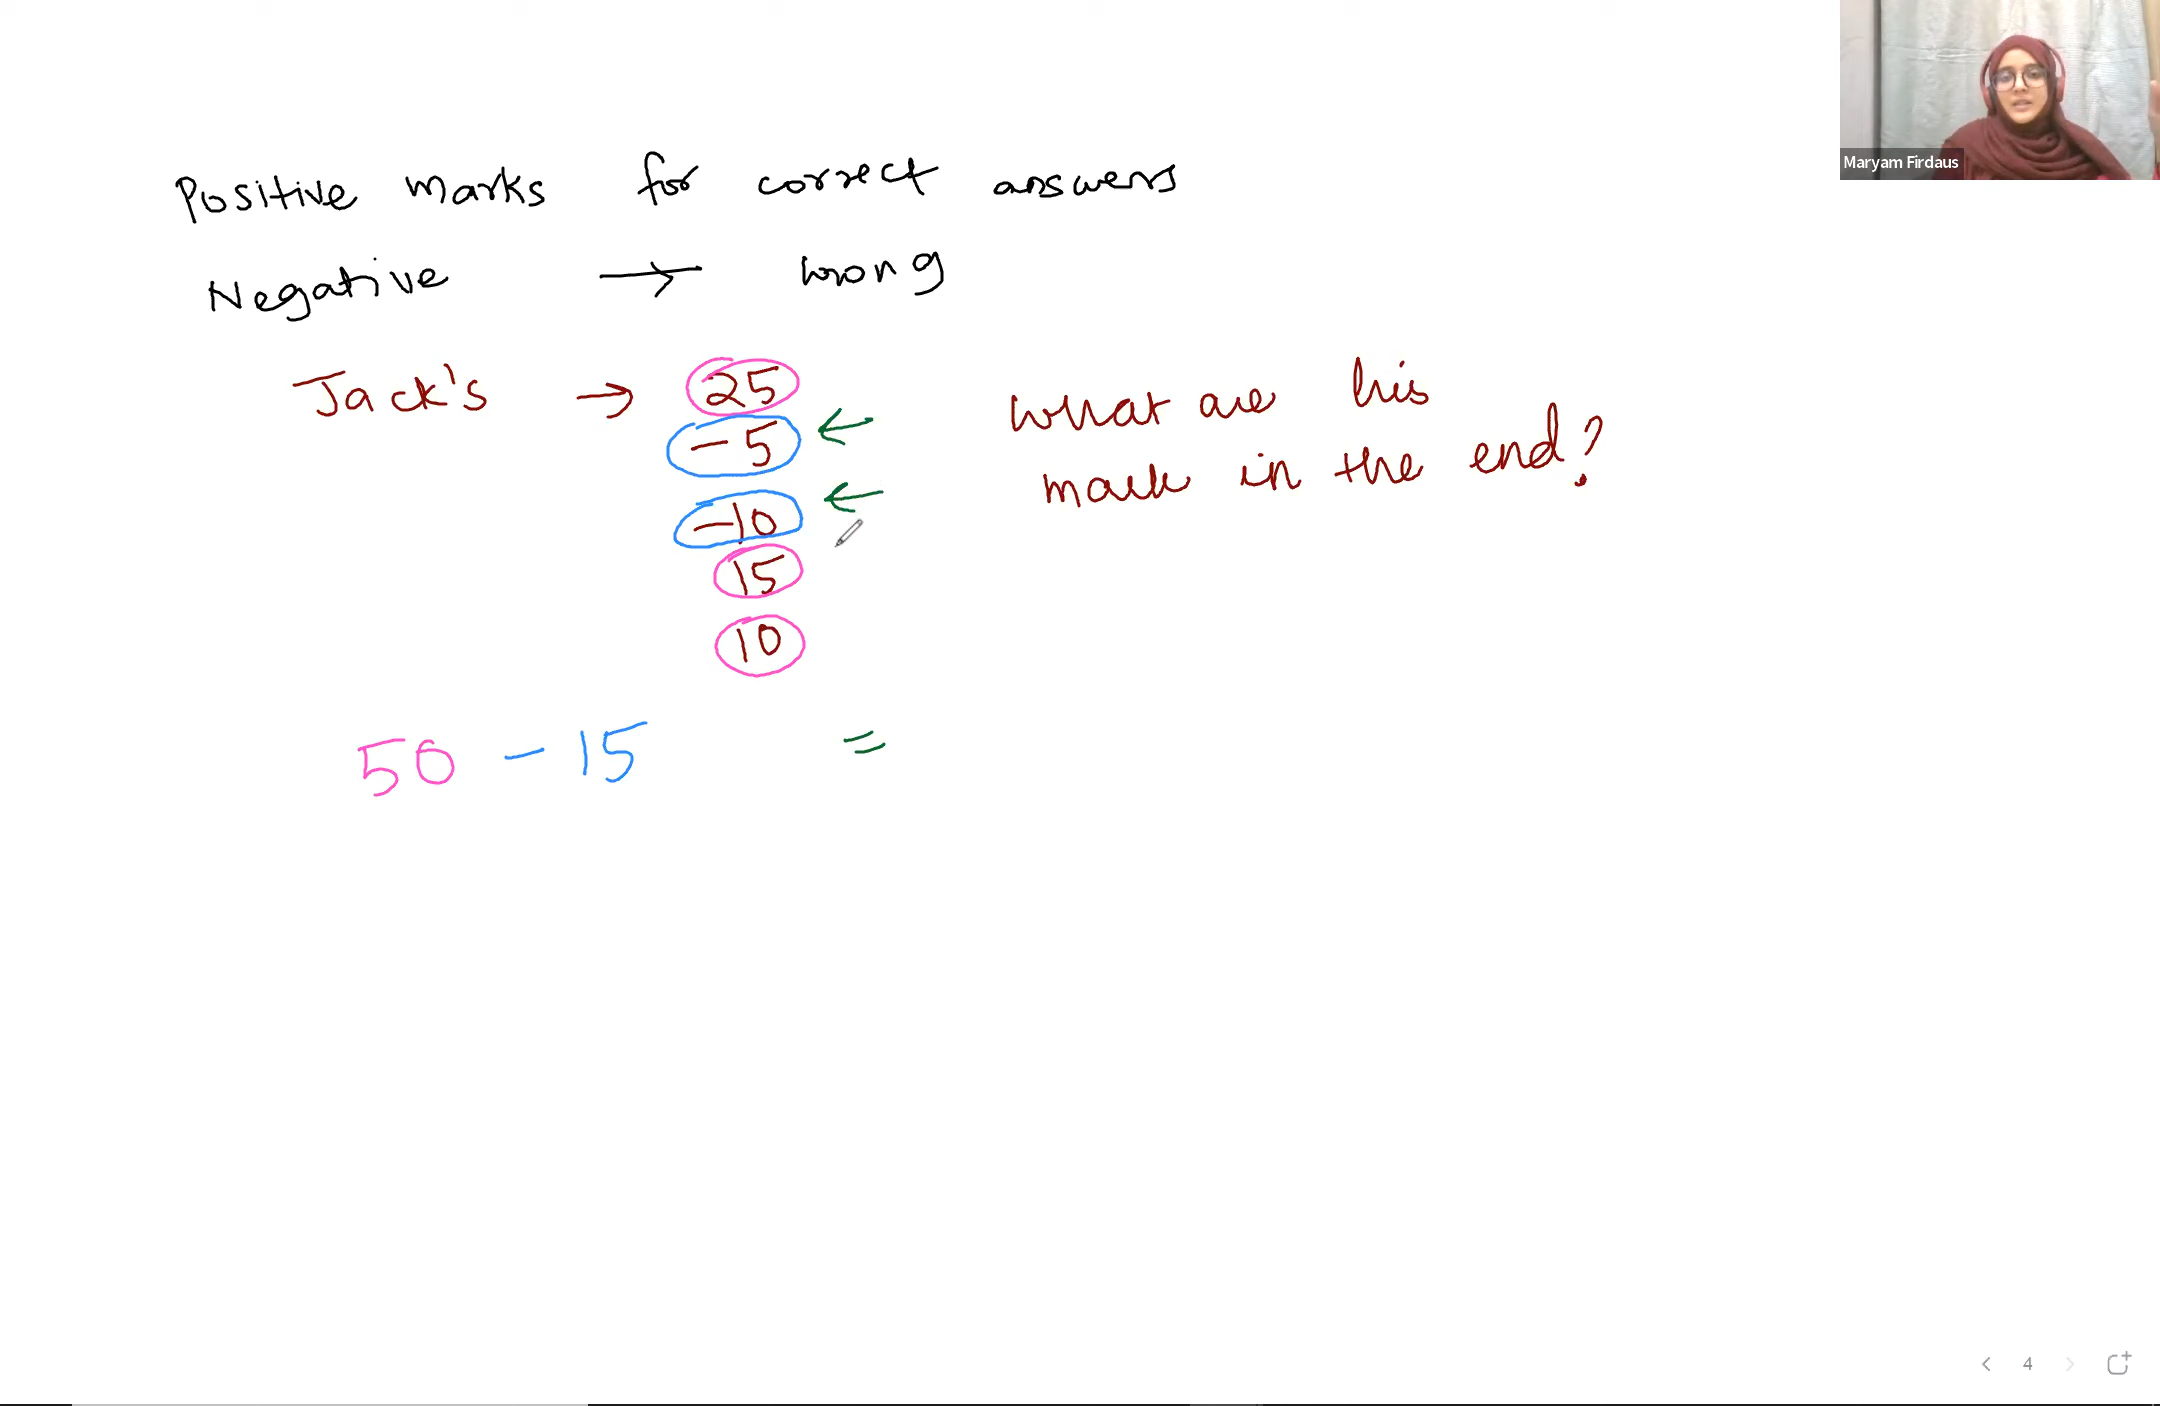 Maryam Firdaus
Positive marks for correct answers
Negative → wrong
Jack's → 25
-5 ←
-10 ←
15
10
What are his
mark in the end?
50 - 15 =
4